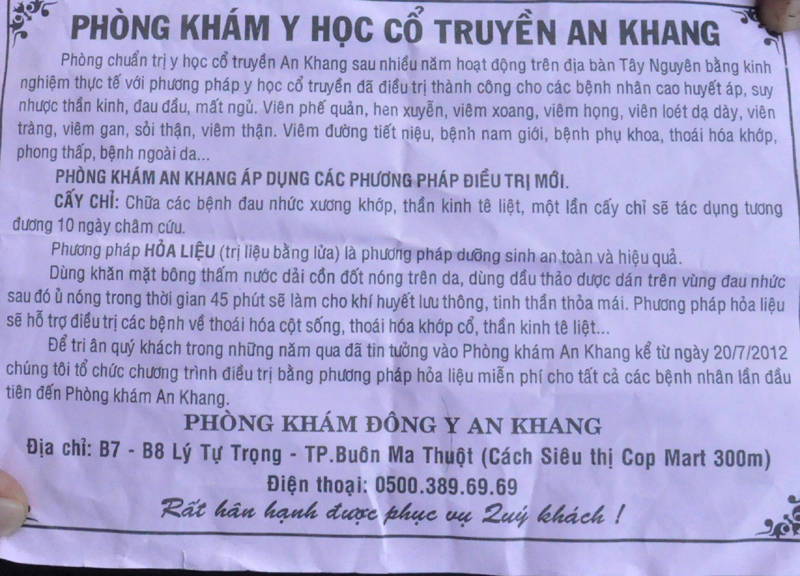 PHÒNG KHÁM Y HỌC CỔ TRUYỀN AN KHANG
Phòng chuẩn trị y học cổ truyền An Khang sau nhiều năm hoạt động trên địa bàn Tây Nguyên bằng kinh
nghiệm thực tế với phương pháp y học cổ truyền đã điều trị thành công cho các bệnh nhân cao huyết áp, suy
nhược thần kinh, đau đầu, mất ngủ. Viên phế quản, hen xuyễn, viêm xoang, viêm họng, viên loét dạ dày, viên
tràng, viêm gan, sỏi thận, viêm thận. Viêm đường tiết niệu, bệnh nam giới, bệnh phụ khoa, thoái hóa khớp,
phong thấp, bệnh ngoài da...
PHÒNG KHÁM AN KHANG ÁP DỤNG CÁC PHƯƠNG PHÁP ĐIỀU TRỊ MỚI.
CẤY CHỈ: Chữa các bệnh đau nhức xương khớp, thần kinh tê liệt, một lần cấy chỉ sẽ tác dụng tương
đương 10 ngày châm cứu.
Phương pháp HỎA LIỆU (trị liệu bằng lửa) là phương pháp dưỡng sinh an toàn và hiệu quả.
Dùng khăn mặt bông thấm nước dải cồn đốt nóng trên da, dùng dầu thảo dược dán trên vùng đau nhức
sau đó ủ nóng trong thời gian 45 phút sẽ làm cho khí huyết lưu thông, tinh thần thỏa mái. Phương pháp hỏa liệu
sẽ hỗ trợ điều trị các bệnh về thoái hóa cột sống, thoái hóa khớp cổ, thần kinh tê liệt...
Để tri ân quý khách trong những năm qua đã tin tưởng vào Phòng khám An Khang kể từ ngày 20/7/2012
chúng tôi tổ chức chương trình điều trị bằng phương pháp hỏa liệu miễn phí cho tất cả các bệnh nhân lần đầu
tiên đến Phòng khám An Khang.
PHÒNG KHÁM ĐÔNG Y AN KHANG
Địa chỉ: B7 - B8 Lý Tự Trọng - TP.Buôn Ma Thuột (Cách Siêu thị Cop Mart 300m)
Điện thoại: 0500.389.69.69
Rất hân hạnh được phục vụ Quý khách !